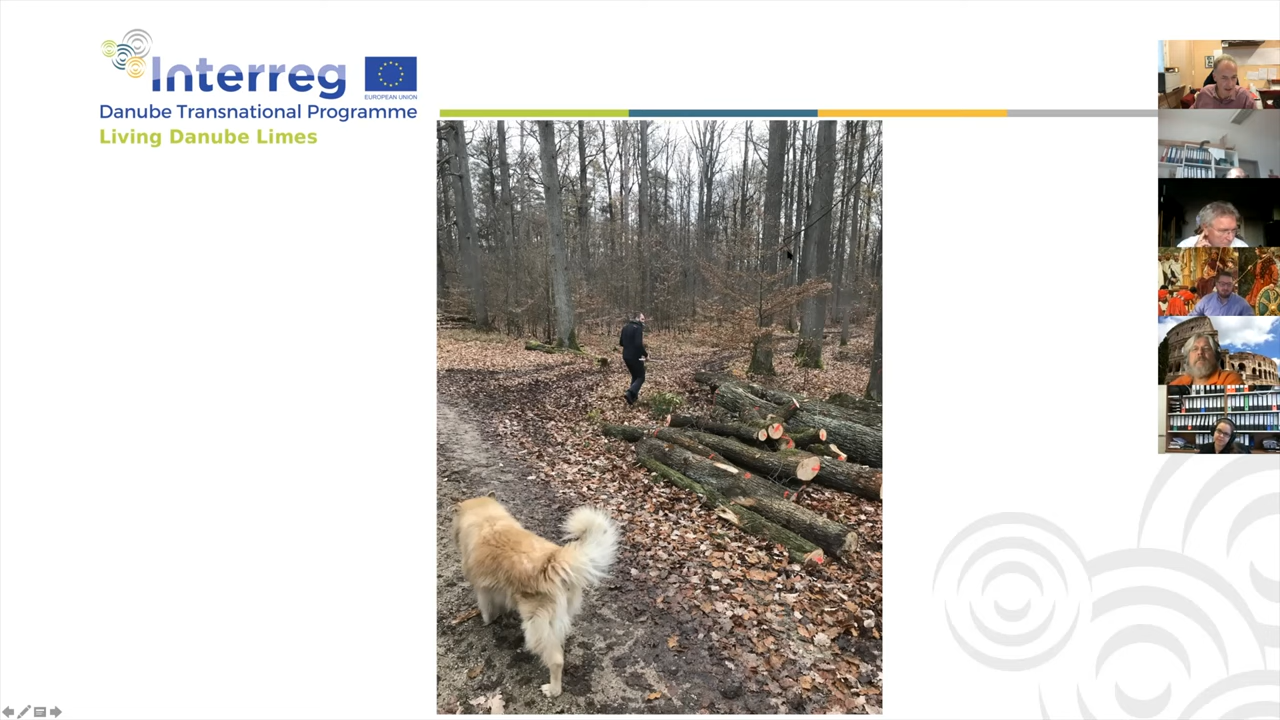 Interreg
EUROPEAN UNION
Danube Transnational Programme
Living Danube Limes